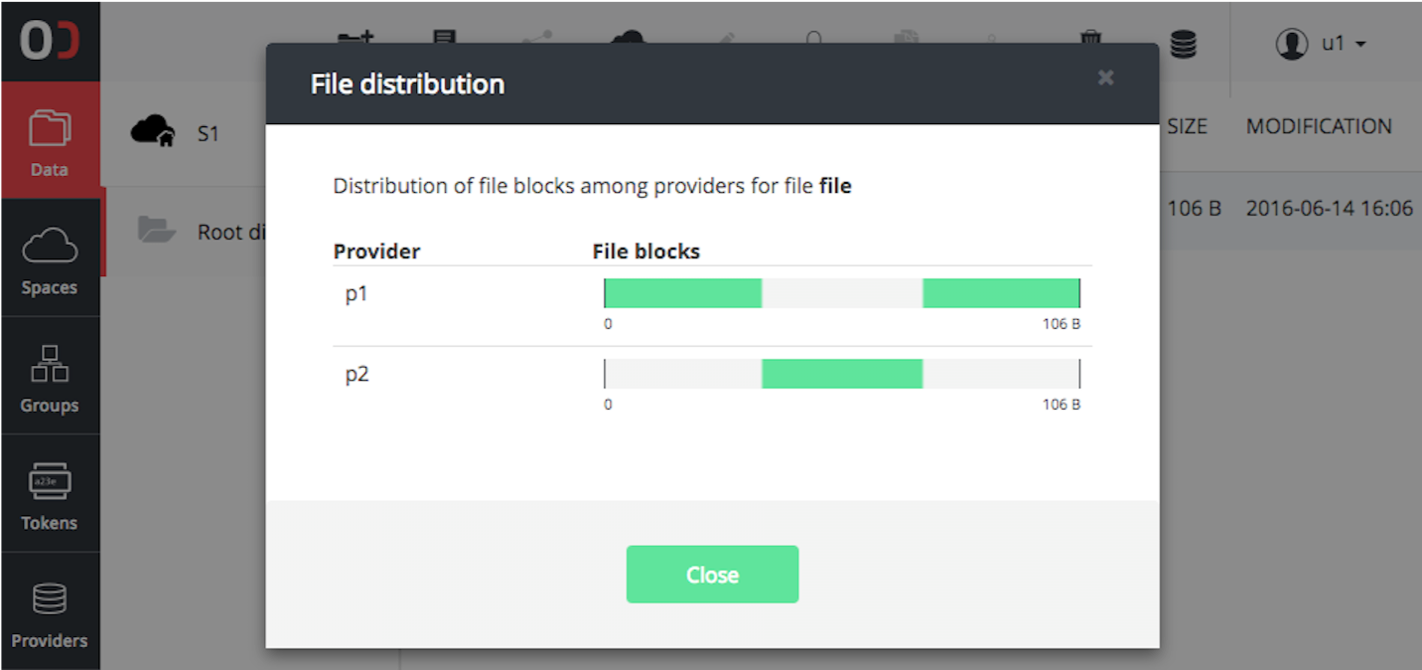 u1
File distribution
S1
SIZE MODIFICATION
Data
Distribution of file blocks among providers for file file
106 B 2016-06-14 16:06
Root di
Provider File blocks
Spaces
p1
0 106 B
p2
0 106 B
Groups
a23e
Tokens
Close
Providers